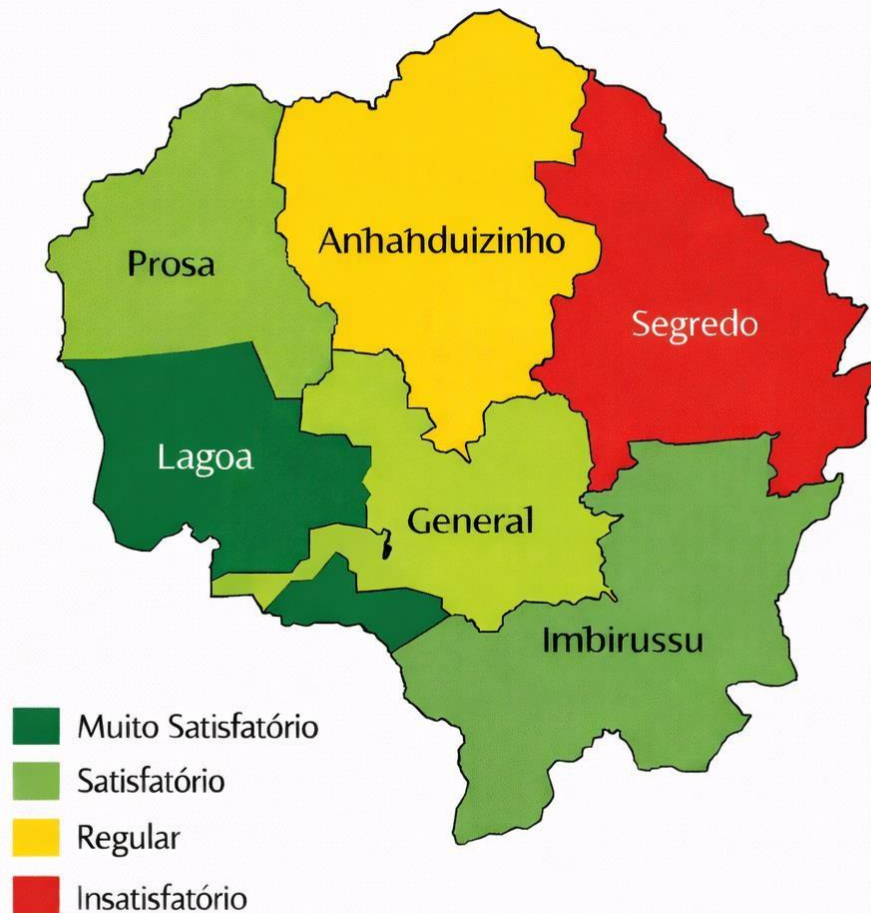 Anhanduizinho
Prosa
Segredo
Lagoa
General
Imbirussu
Muito Satisfatório
Satisfatório
Regular
Insatisfatório